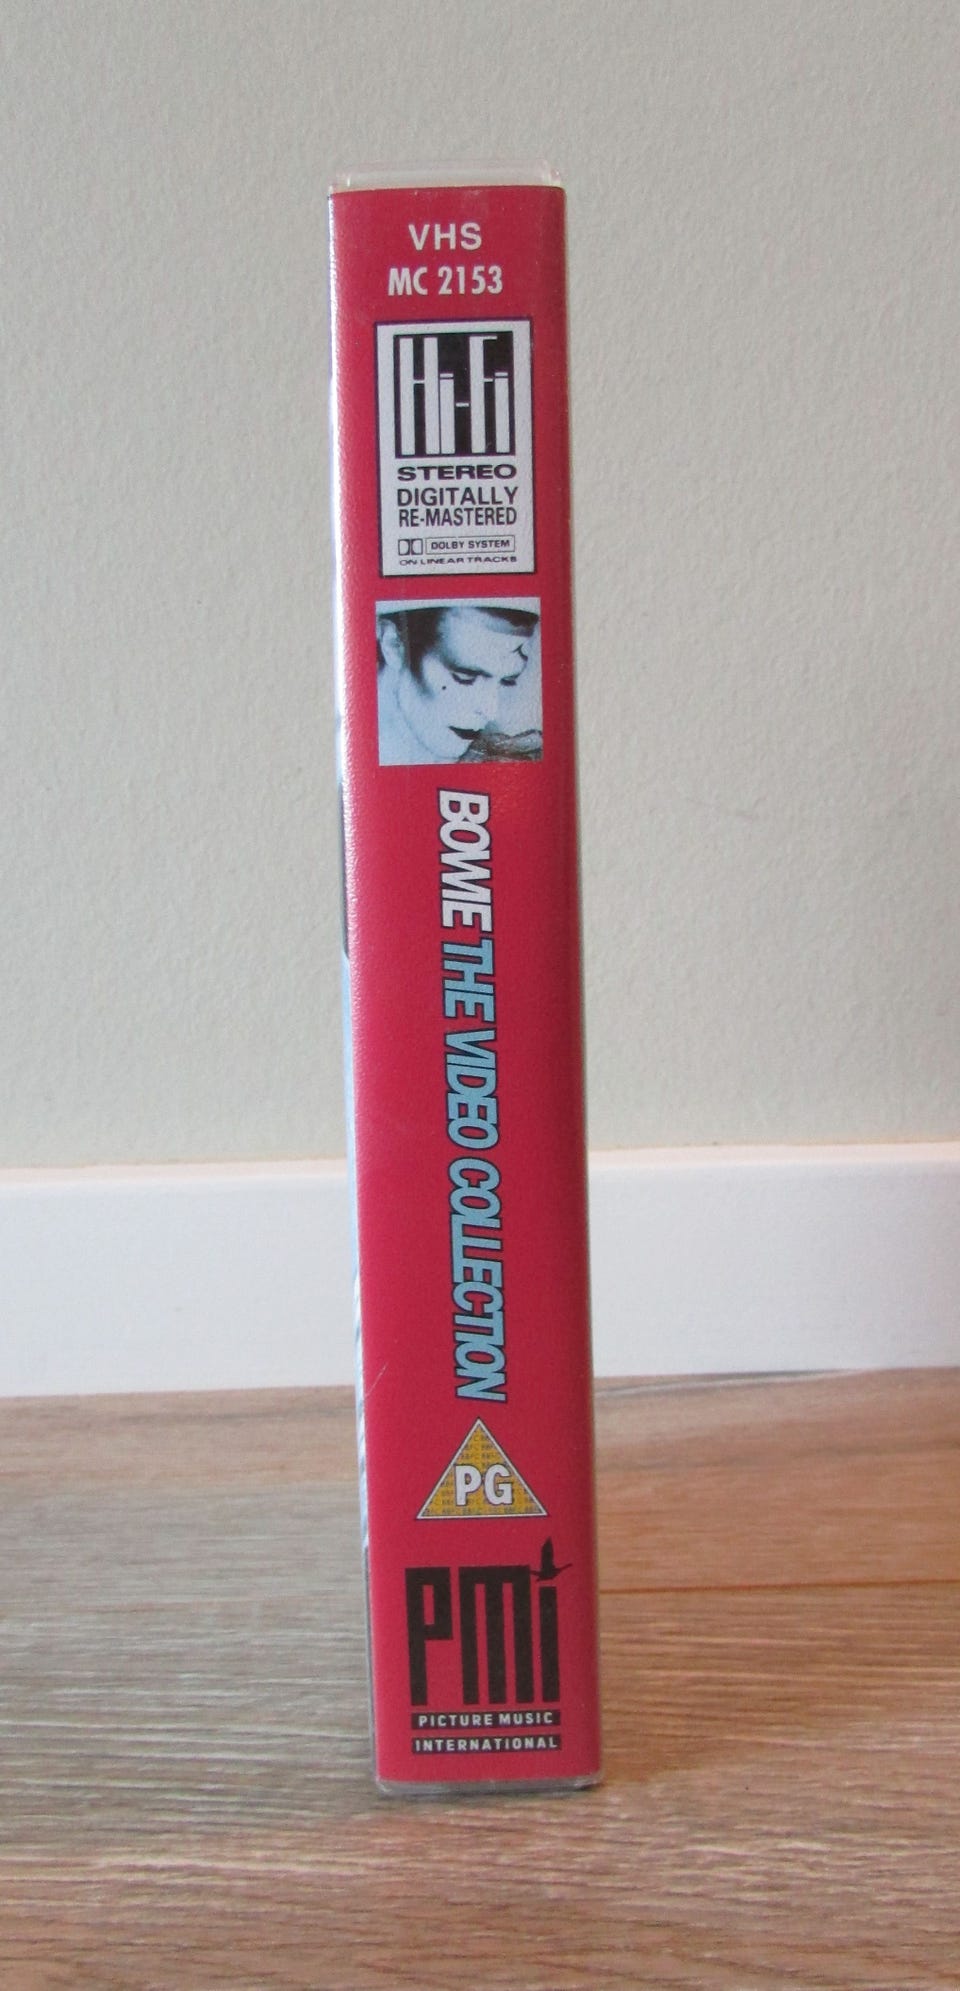 VHS
MC 2153
Hi-Fi
STEREO
DIGITALLY
RE-MASTERED
DOLBY SYSTEM
ON LINEAR TRACKS
BOWIE THE VIDEO COLLECTION
PG
PMi
PICTURE MUSIC
INTERNATIONAL